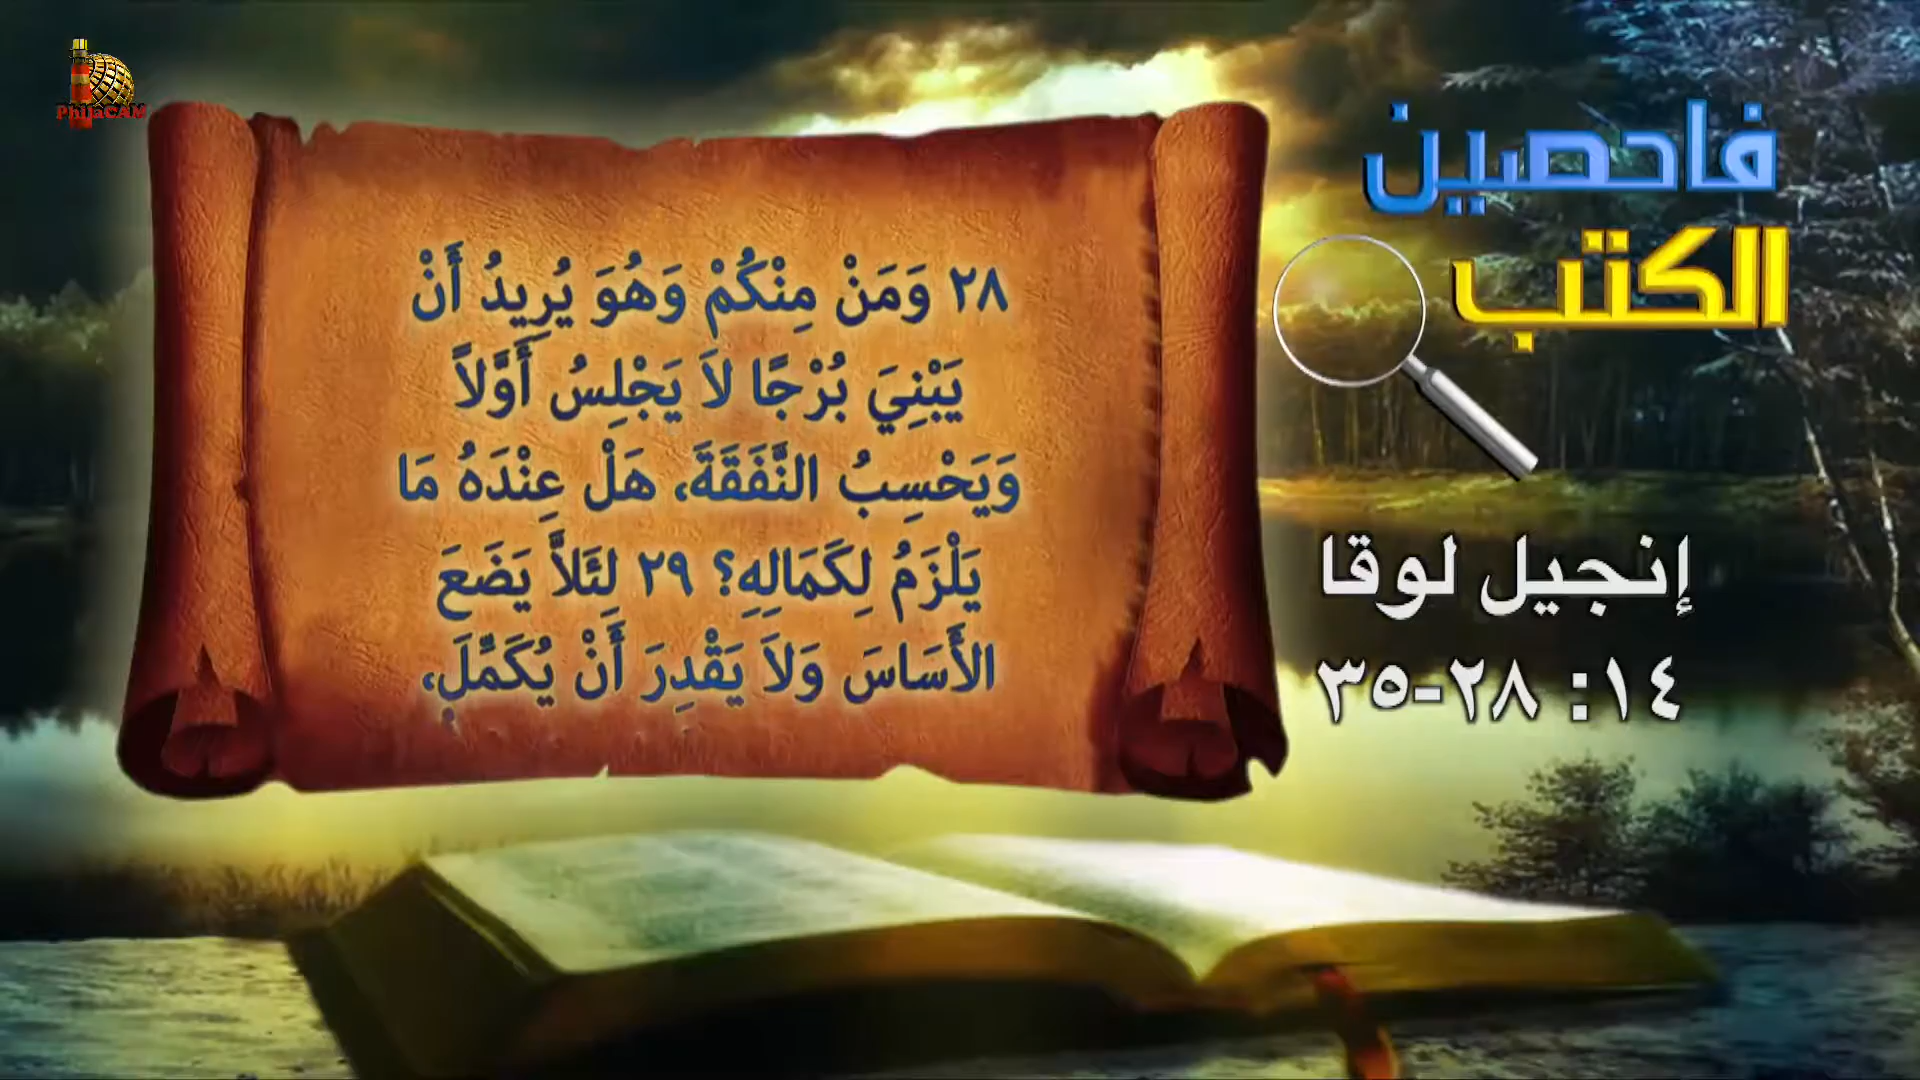 PhilaCAM
فاحصين
الكتب
إنجيل لوقا
١٤: ٢٨-٣٥
٢٨ وَمَنْ مِنْكُمْ وَهُوَ يُرِيدُ أَنْ
يَبْنِيَ بُرْجًا لاَ يَجْلِسُ أَوَّلاً
وَيَحْسِبُ النَّفَقَةَ، هَلْ عِنْدَهُ مَا
يَلْزَمُ لِكَمَالِهِ؟ ٢٩ لِئَلاَّ يَضَعَ
الأَسَاسَ وَلاَ يَقْدِرَ أَنْ يُكَمِّلَ،